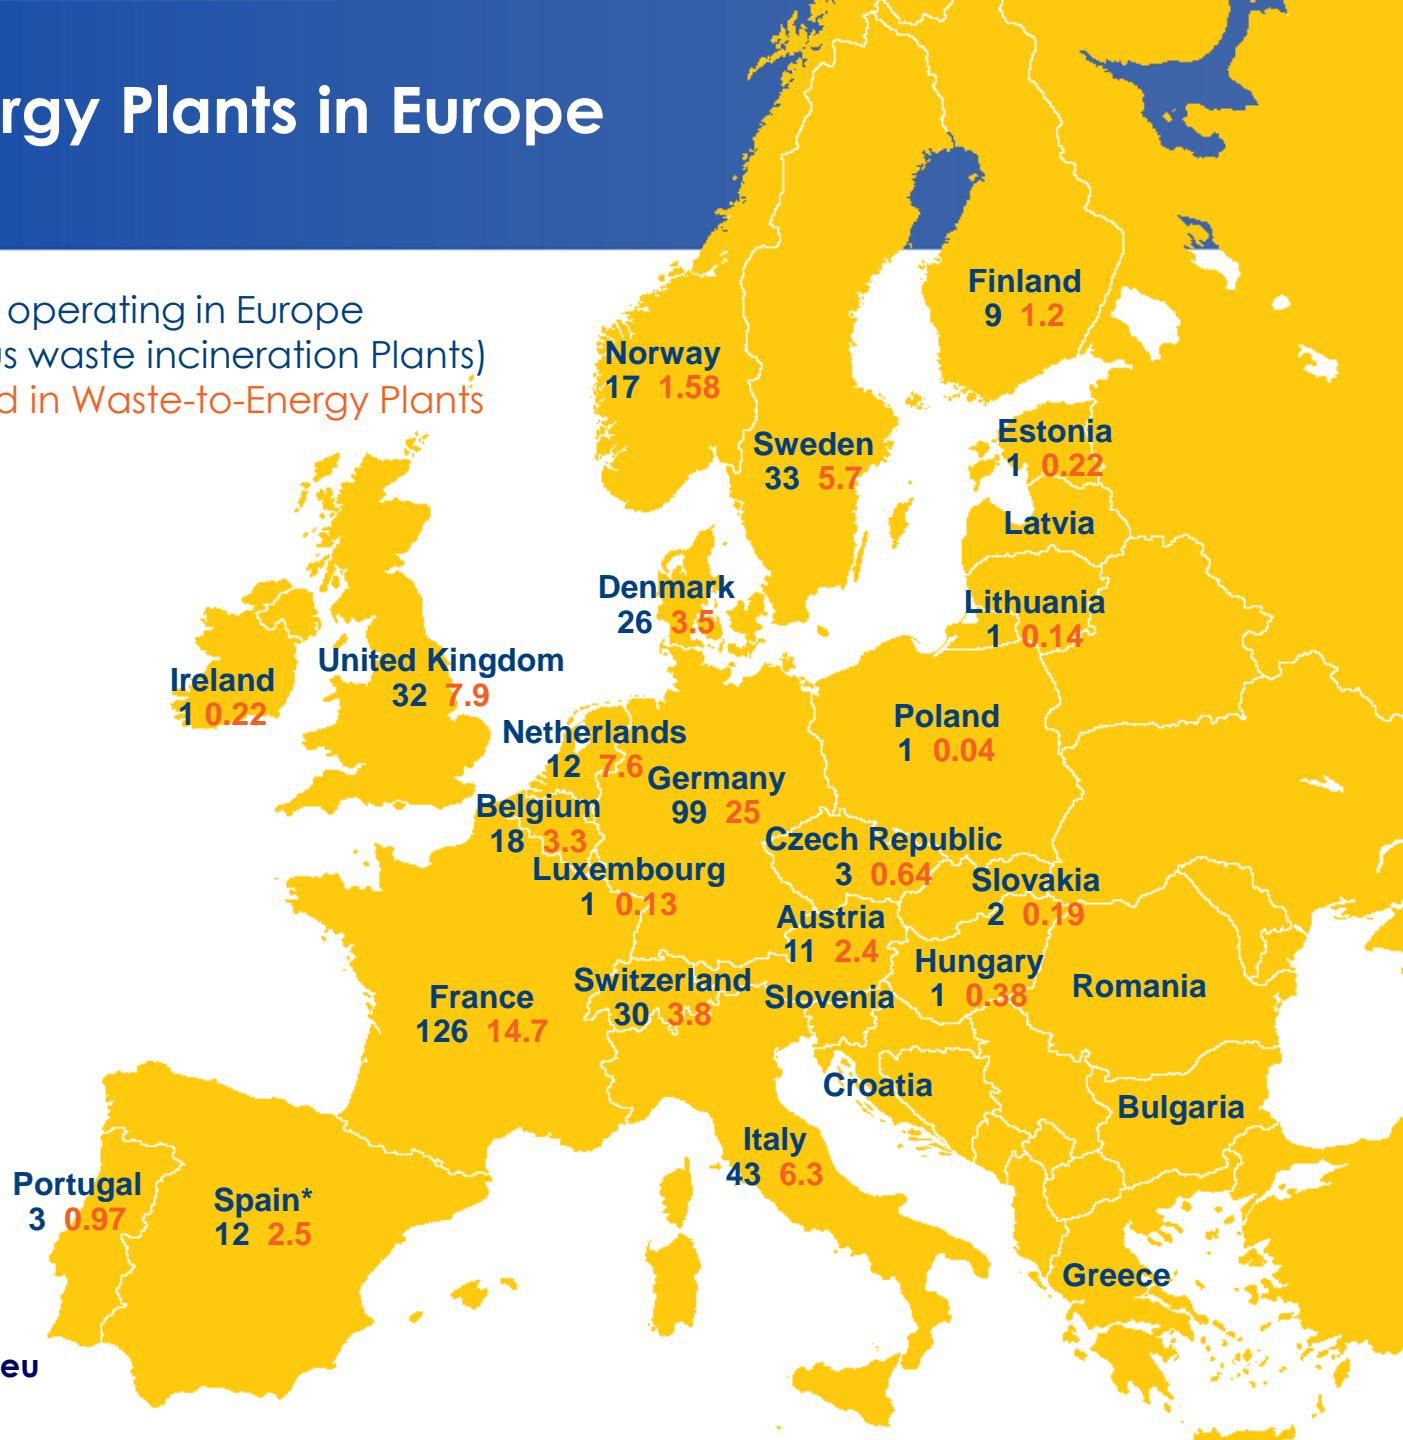 rgy Plants in Europe
operating in Europe
us waste incineration Plants)
d in Waste-to-Energy Plants
Finland
9 1.2
Norway
17 1.58
Sweden
33 5.7
Estonia
1 0.22
Latvia
Denmark
26 3.5
Lithuania
1 0.14
United Kingdom
32 7.9
Ireland
1 0.22
Netherlands
12 7.6
Poland
1 0.04
Germany
99 25
Belgium
18 3.3
Czech Republic
3 0.64
Luxembourg
1 0.13
Slovakia
2 0.19
Austria
11 2.4
Hungary
1 0.38
Switzerland
30 3.8
Slovenia
Romania
France
126 14.7
Croatia
Bulgaria
Italy
43 6.3
Portugal
3 0.97
Spain*
12 2.5
Greece
eu